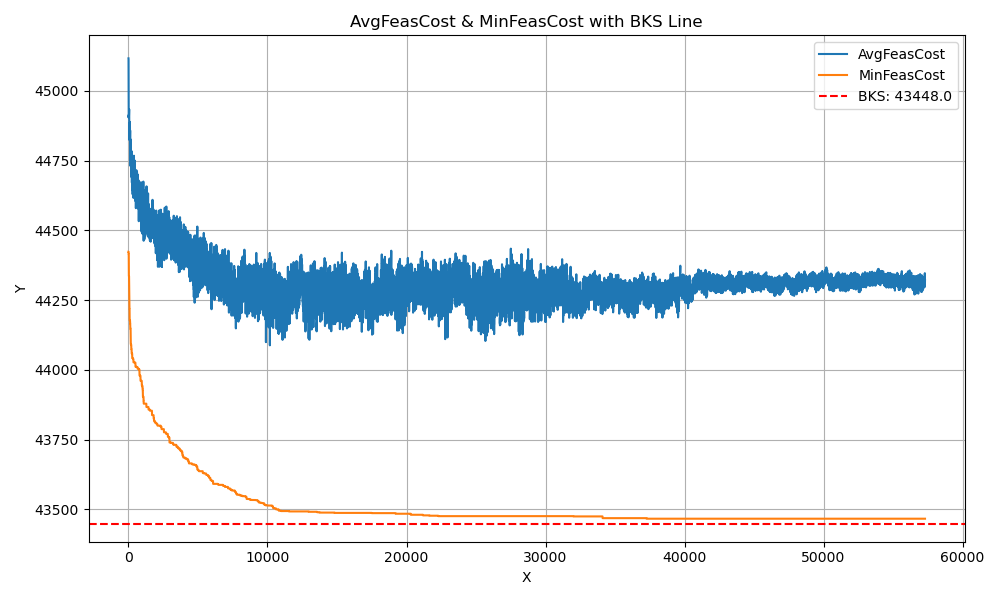 AvgFeasCost & MinFeasCost with BKS Line
AvgFeasCost
MinFeasCost
BKS: 43448.0
45000
44750
44500
44250
44000
43750
43500
Y
0
10000
20000
30000
40000
50000
60000
X